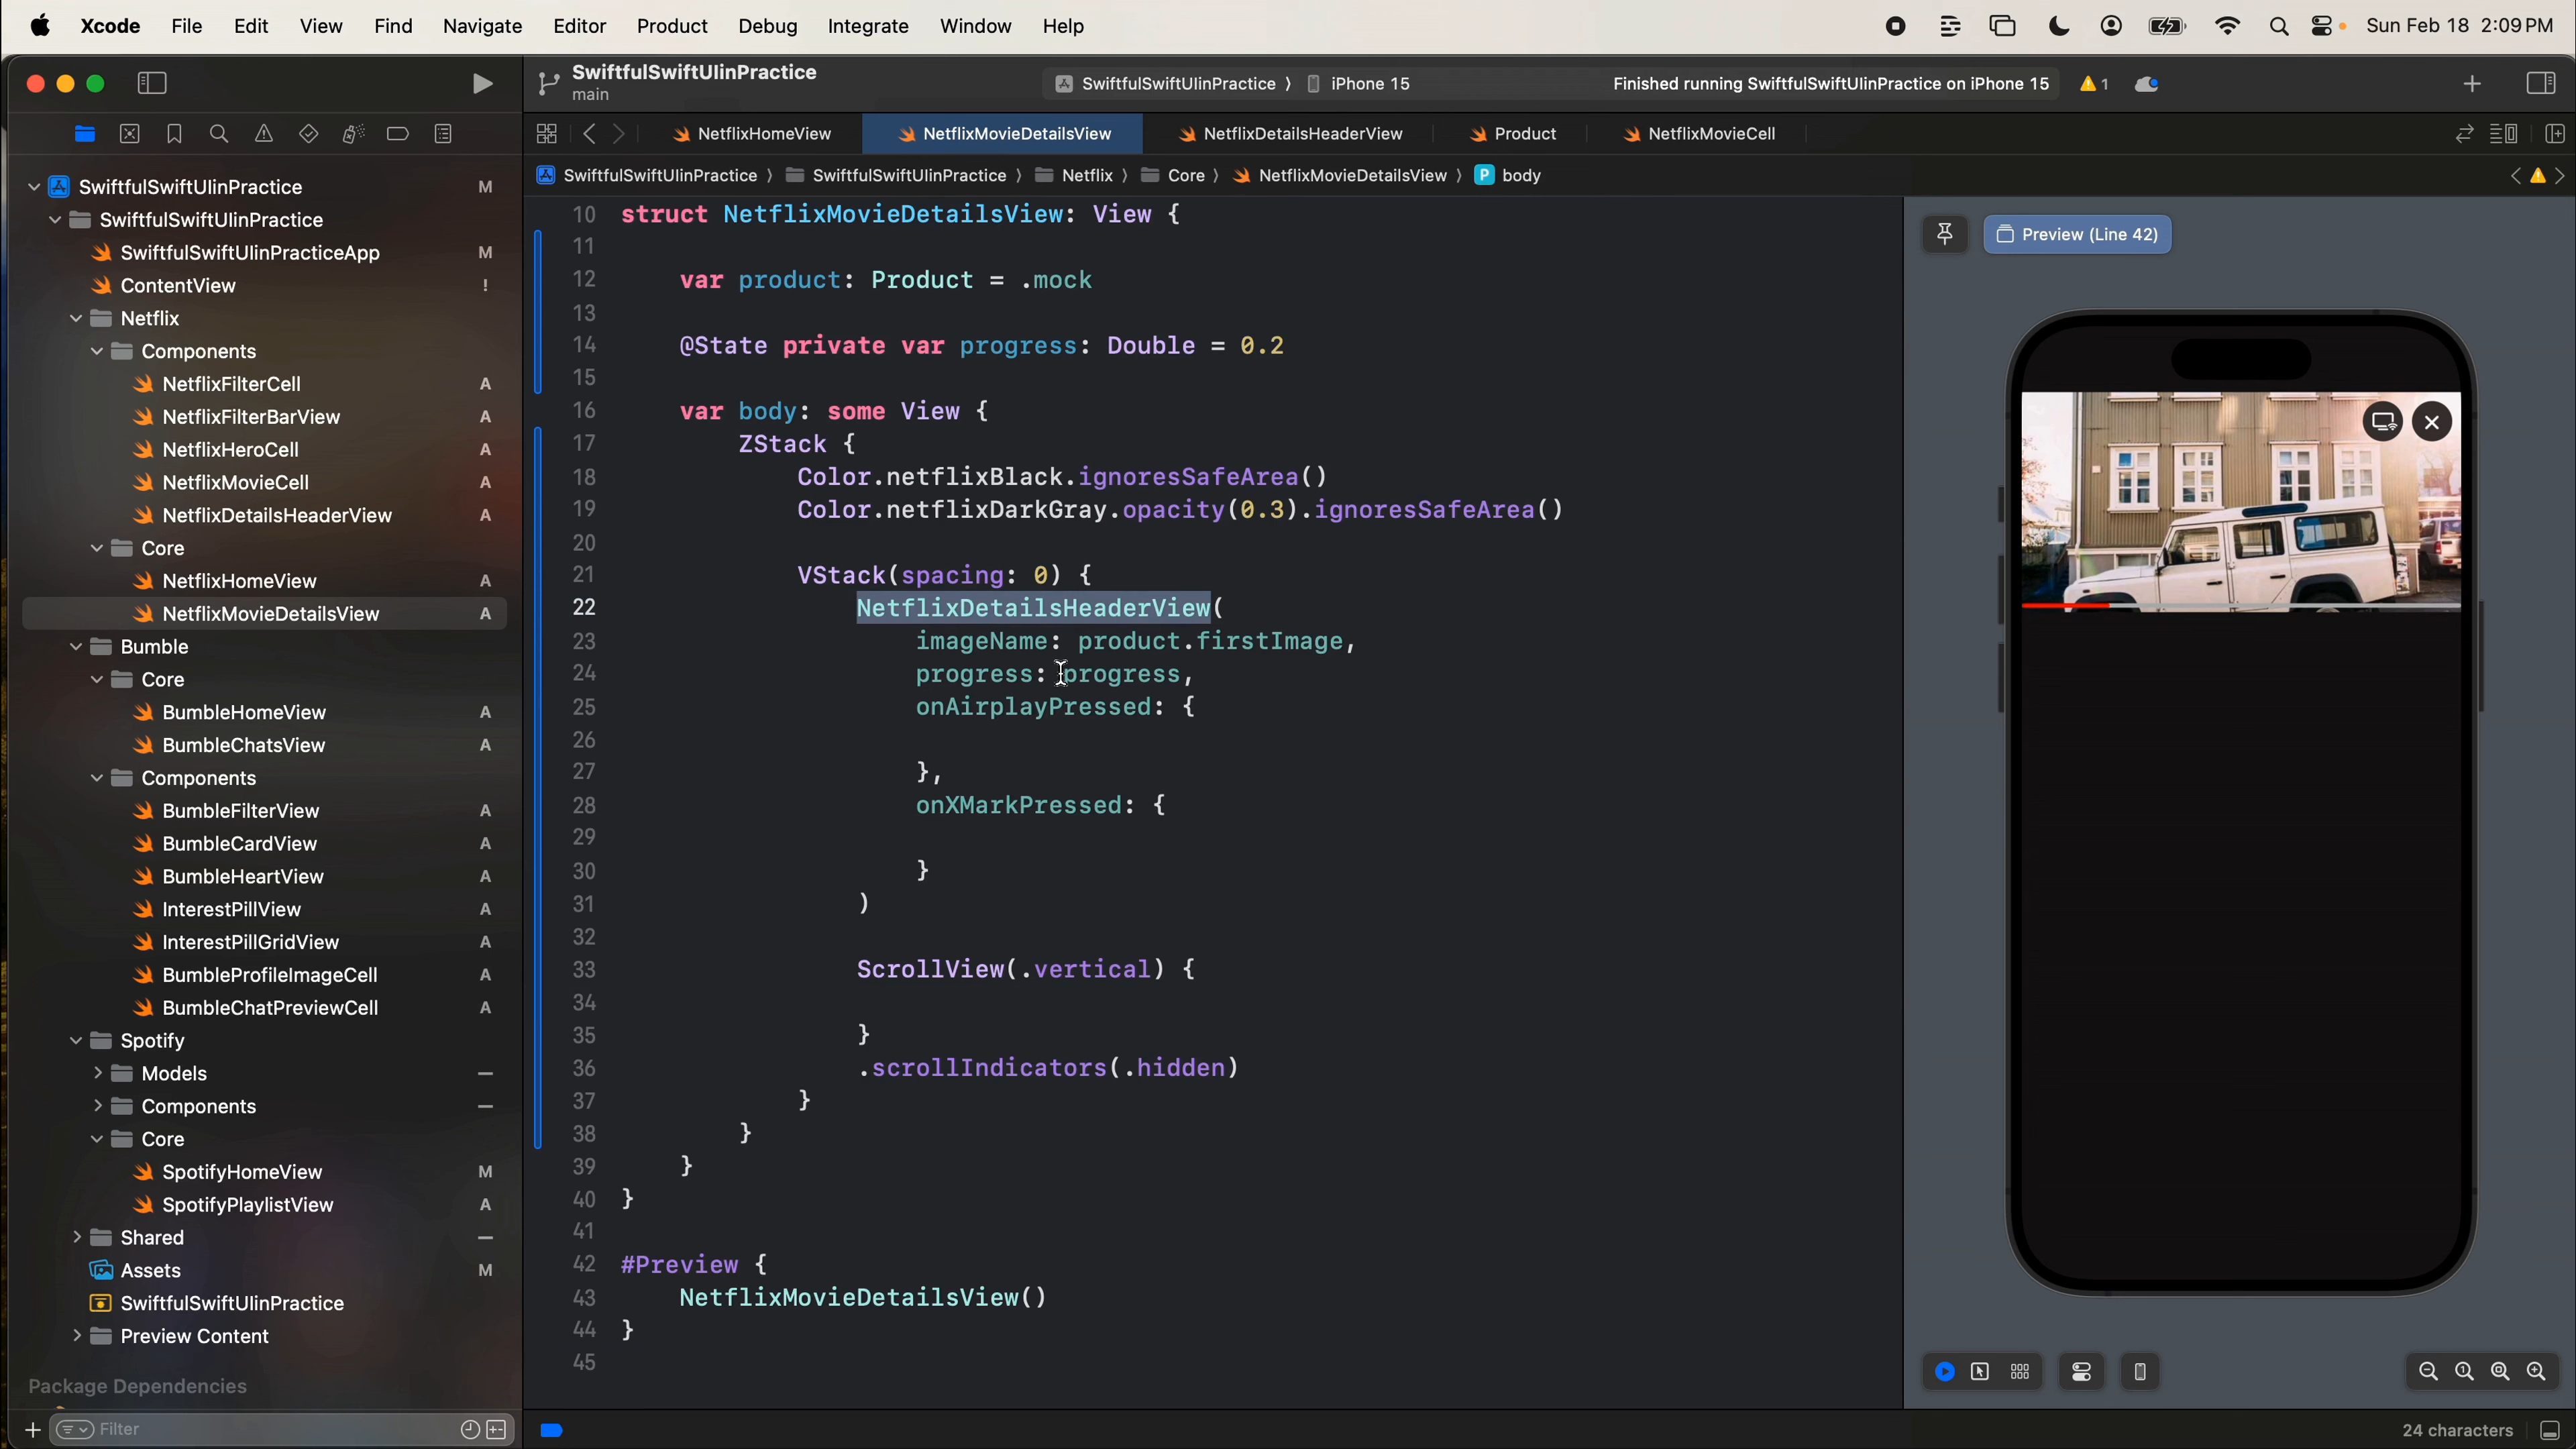 Xcode File Edit View Find Navigate Editor Product Debug Integrate Window Help Sun Feb 18 2:09 PM
SwiftfulSwiftUIinPractice
main
SwiftfulSwiftUIinPractice 〉 iPhone 15 Finished running SwiftfulSwiftUIinPractice on iPhone 15 1
NetflixHomeView NetflixMovieDetailsView NetflixDetailsHeaderView Product NetflixMovieCell
SwiftfulSwiftUIinPractice 〉 SwiftfulSwiftUIinPractice 〉 Netflix 〉 Core 〉 NetflixMovieDetailsView 〉 P body
SwiftfulSwiftUIinPractice M
SwiftfulSwiftUIinPractice
SwiftfulSwiftUIinPracticeApp M
ContentView !
Netflix
Components
NetflixFilterCell A
NetflixFilterBarView A
NetflixHeroCell A
NetflixMovieCell A
NetflixDetailsHeaderView A
Core
NetflixHomeView A
NetflixMovieDetailsView A
Bumble
Core
BumbleHomeView A
BumbleChatsView A
Components
BumbleFilterView A
BumbleCardView A
BumbleHeartView A
InterestPillView A
InterestPillGridView A
BumbleProfileImageCell A
BumbleChatPreviewCell A
Spotify
Models
Components
Core
SpotifyHomeView M
SpotifyPlaylistView A
Shared
Assets M
SwiftfulSwiftUIinPractice
Preview Content
Package Dependencies
Filter
10 struct NetflixMovieDetailsView: View {
11
12 var product: Product = .mock
13
14 @State private var progress: Double = 0.2
15
16 var body: some View {
17 ZStack {
18 Color.netflixBlack.ignoresSafeArea()
19 Color.netflixDarkGray.opacity(0.3).ignoresSafeArea()
20
21 VStack(spacing: 0) {
22 NetflixDetailsHeaderView(
23 imageName: product.firstImage,
24 progress: progress,
25 onAirplayPressed: {
26
27 },
28 onXMarkPressed: {
29
30 }
31 )
32
33 ScrollView(.vertical) {
34
35 }
36 .scrollIndicators(.hidden)
37 }
38 }
39 }
40 }
41
42 #Preview {
43 NetflixMovieDetailsView()
44 }
45
Preview (Line 42)
24 characters